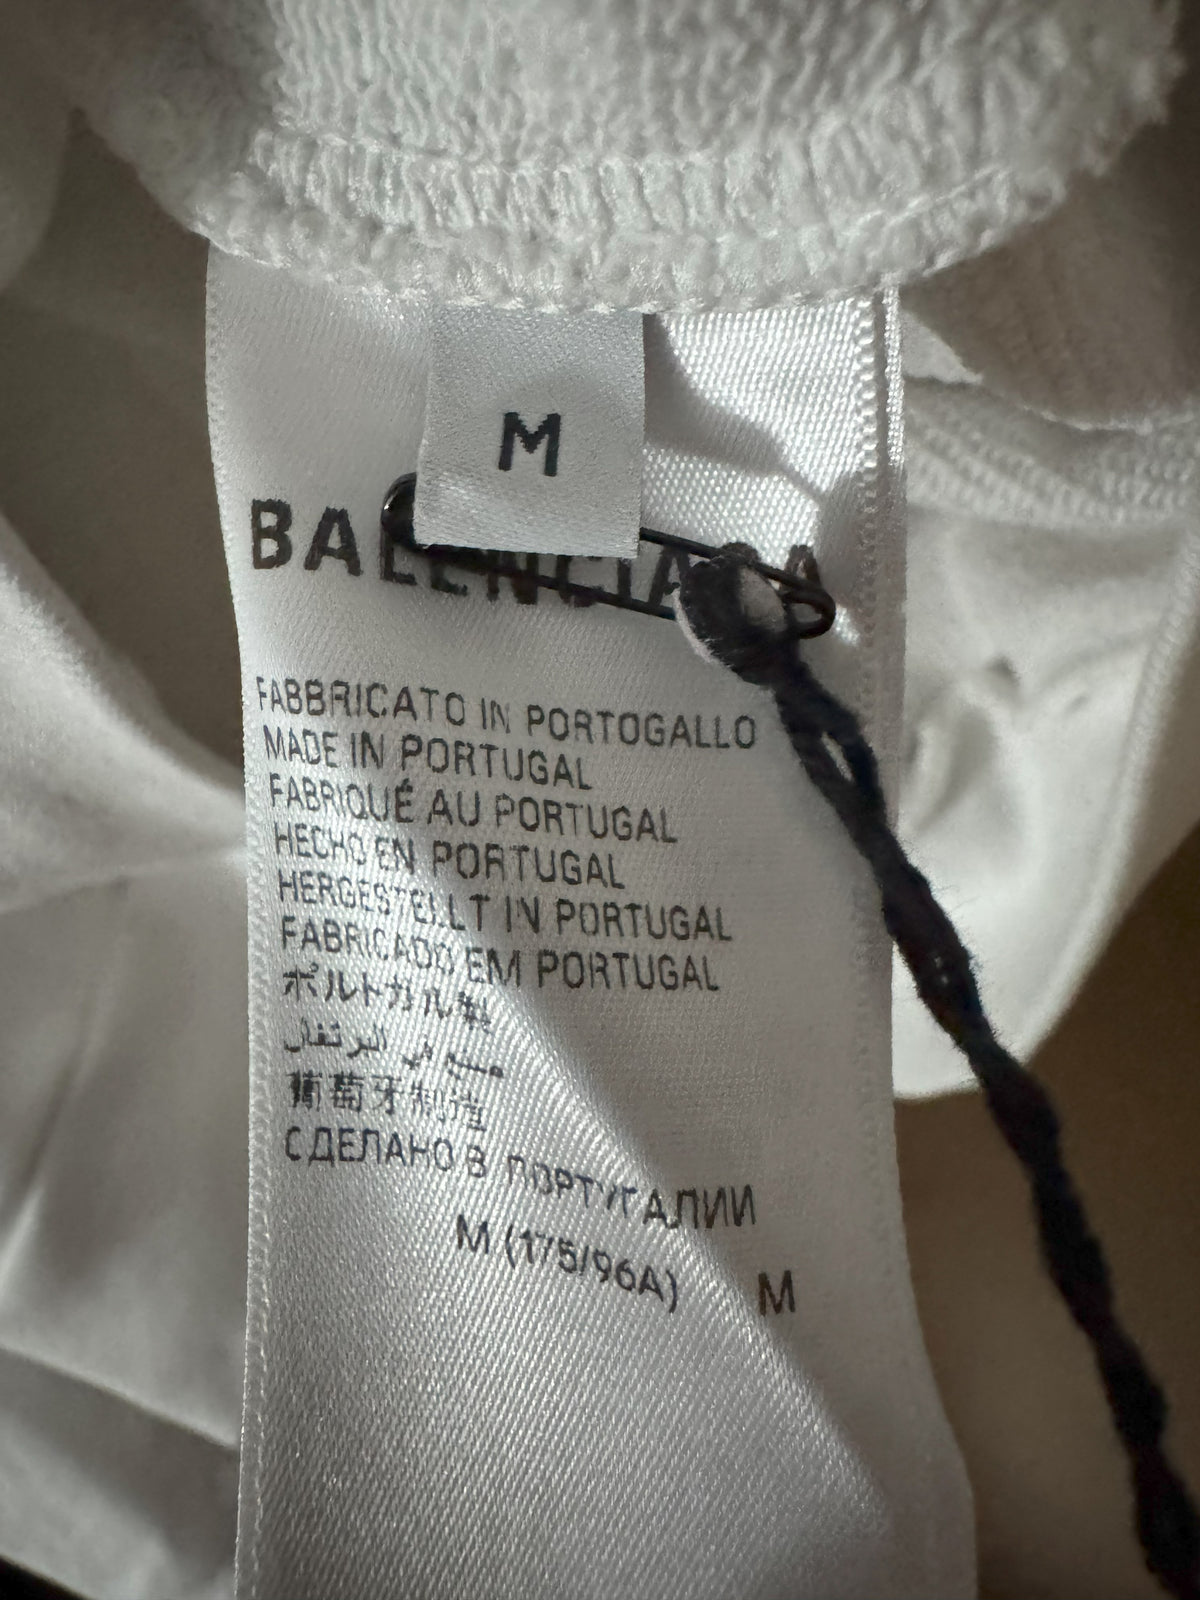 M
BALENCIAGA
FABBRICATO IN PORTOGALLO
MADE IN PORTUGAL
FABRIQUÉ AU PORTUGAL
HECHO EN PORTUGAL
HERGESTELLT IN PORTUGAL
FABRICADO EM PORTUGAL
ポルトガル製
صنع في البرتغال
葡萄牙制造
СДЕЛАНО В ПОРТУГАЛИИ
M (175/96A) M